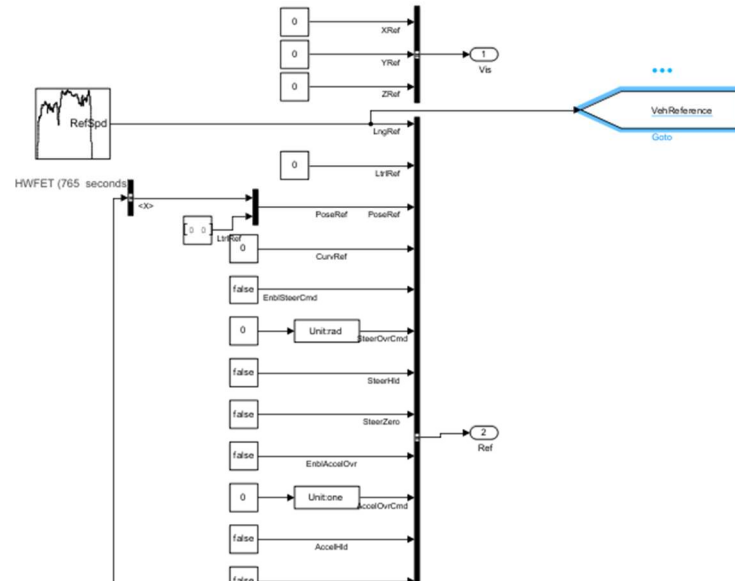 0
XRef
0
YRef
1
Vis
0
ZRef
VehReference
Goto
RefSpd
LngRef
0
LtrlRef
HWFET (765 seconds)
<X>
0 0
LtrlRef
PoseRef PoseRef
0
CurvRef
false
EnblSteerCmd
0
Unit:rad
SteerOvrCmd
false
SteerHld
false
SteerZero
2
Ref
false
EnblAccelOvr
0
Unit:one
AccelOvrCmd
false
AccelHld
false